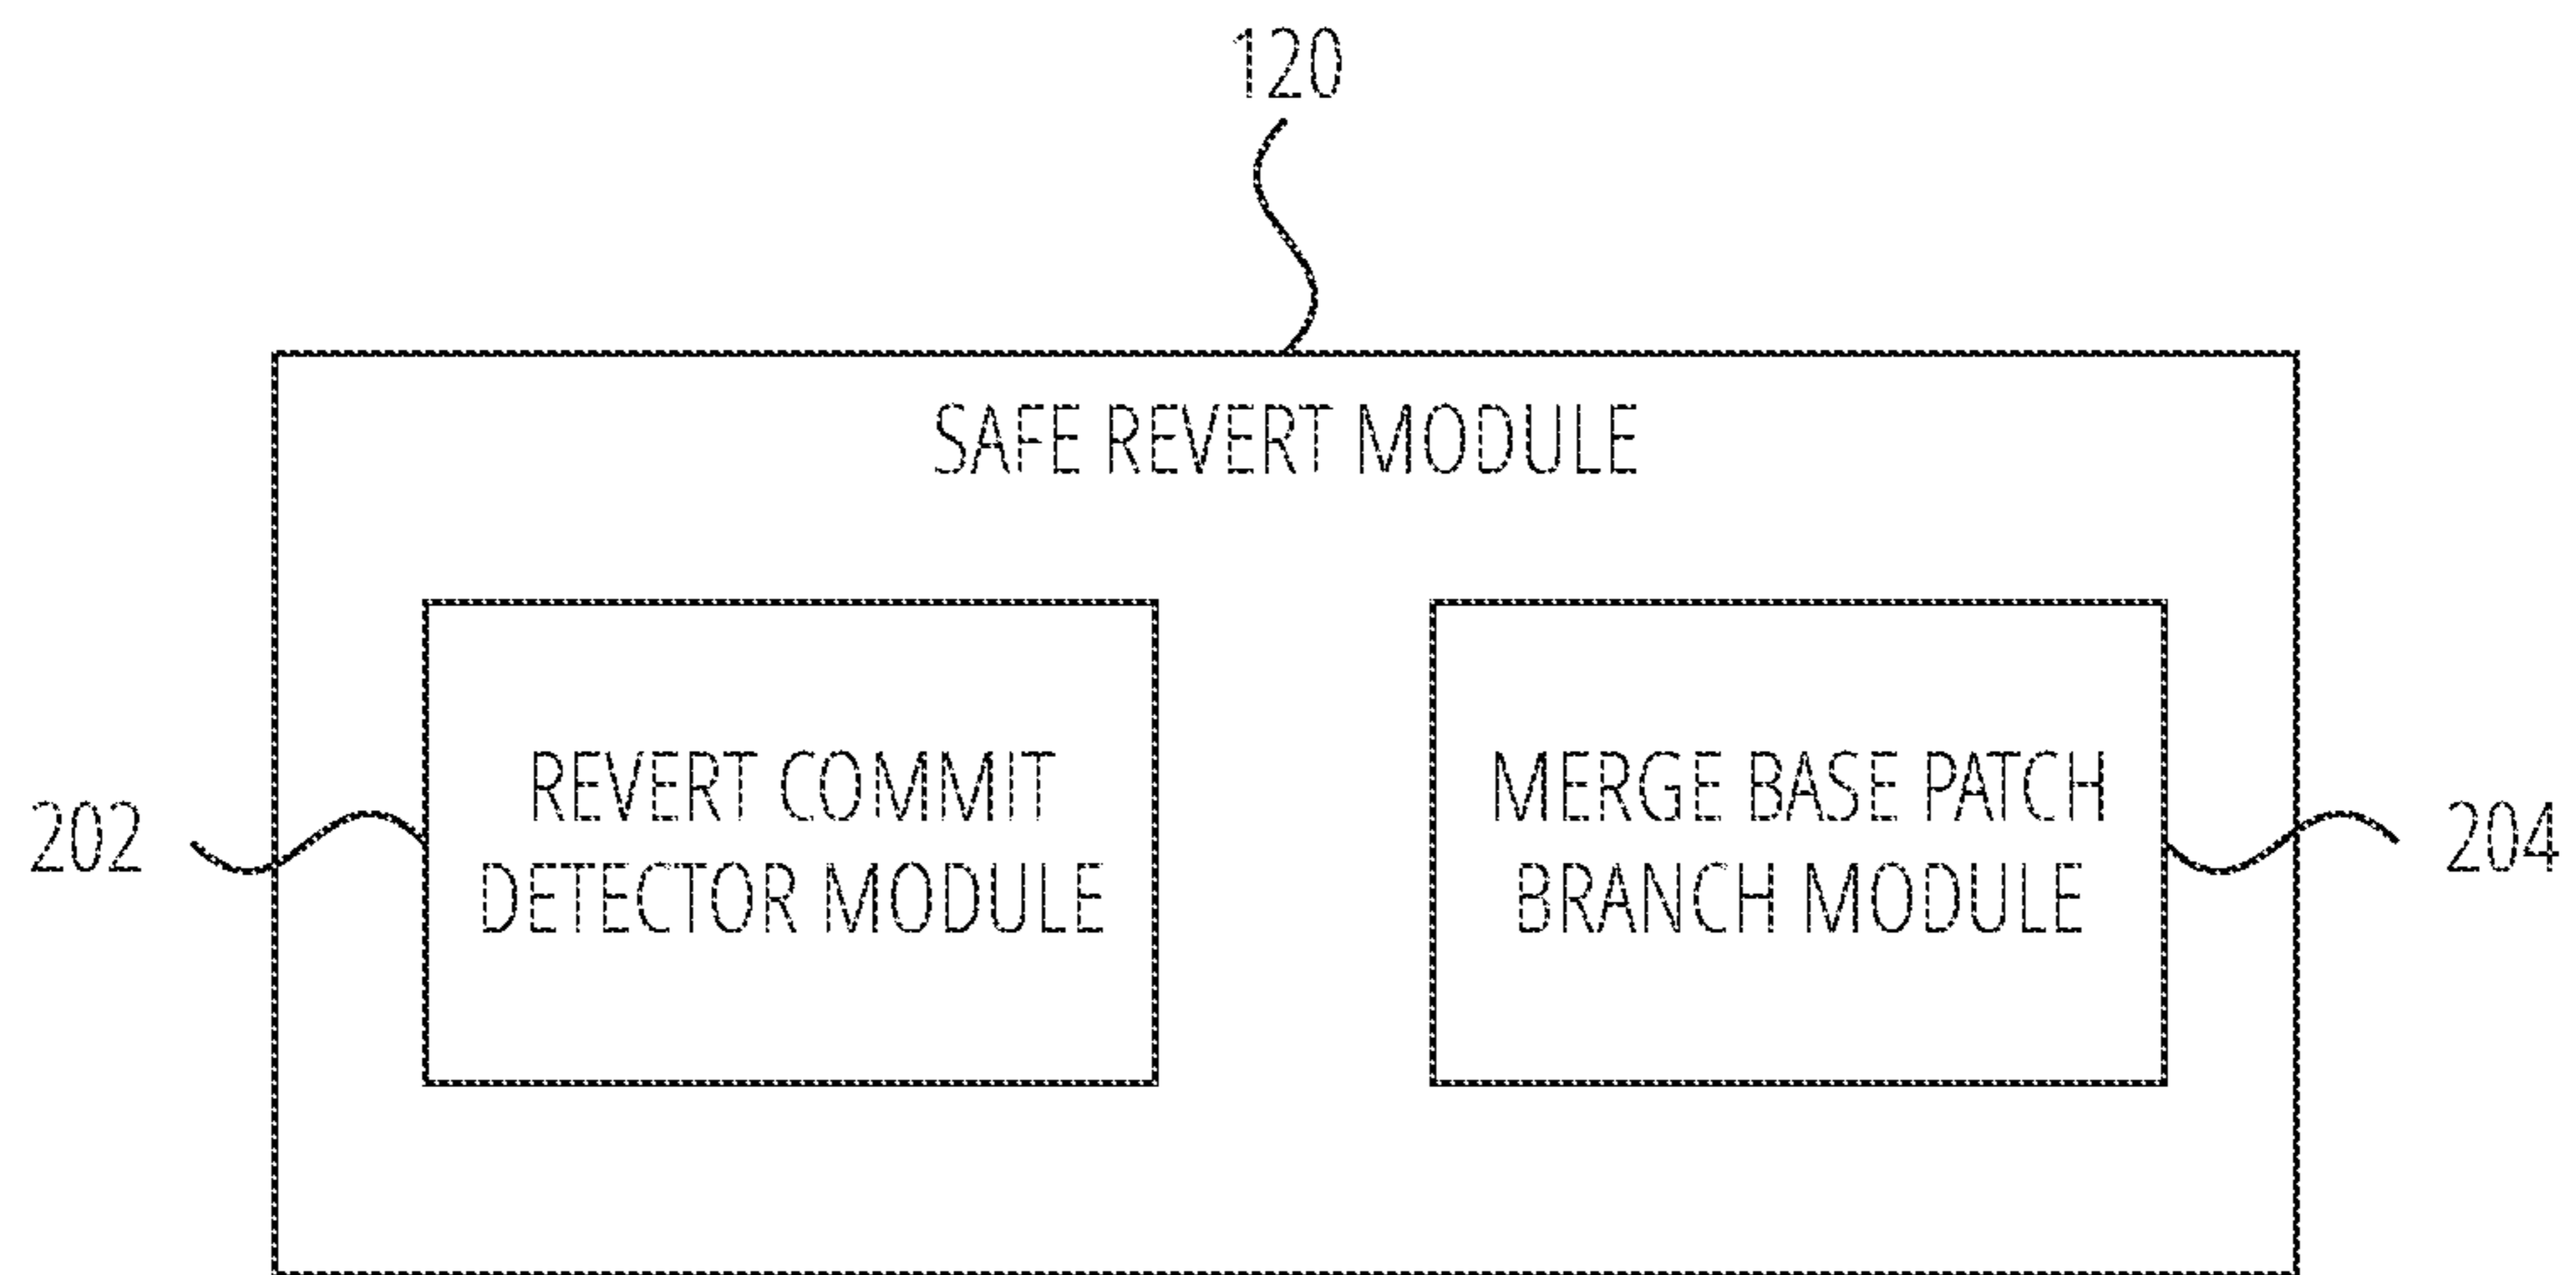 120
SAFE REVERT MODULE
REVERT COMMIT
DETECTOR MODULE
MERGE BASE PATCH
BRANCH MODULE
202
204